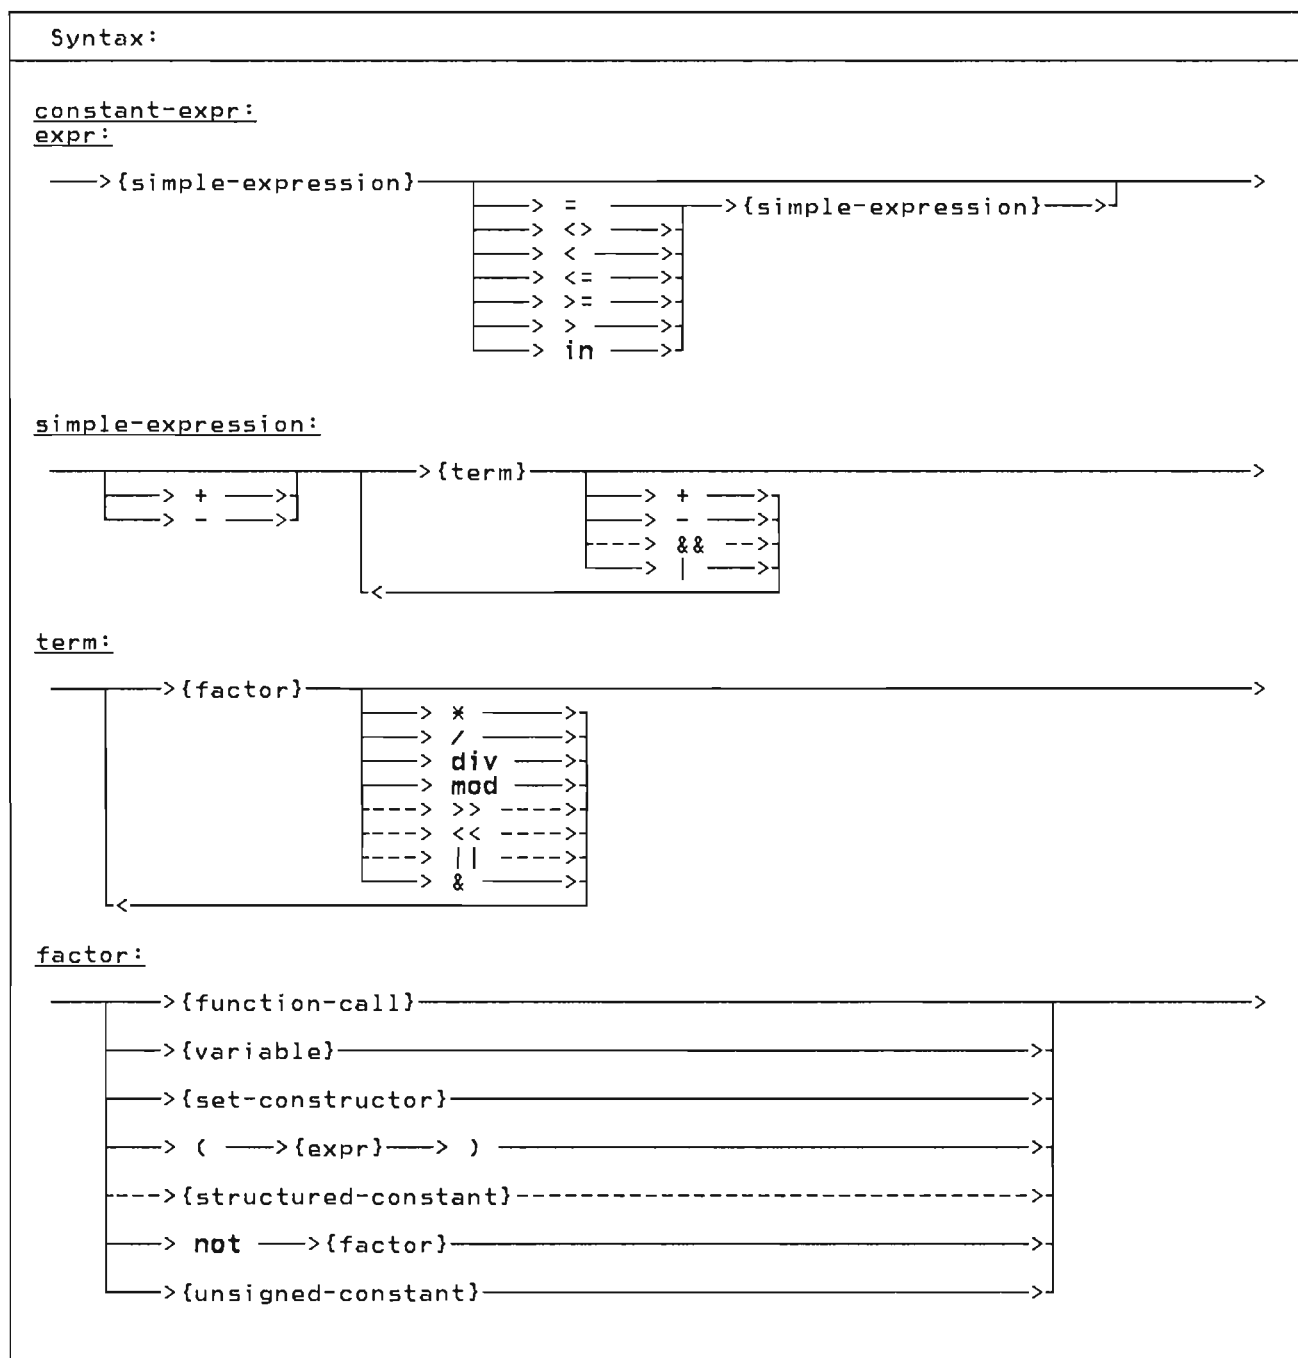 Syntax:
constant-expr:
expr:
——>{simple-expression}——————>
——> = ——>{simple-expression}——>
——> <> ——>
——> < ——>
——> <= ——>
——> >= ——>
——> > ——>
——> in ——>
simple-expression:
——————>{term}——————>
——> + ——> ——> + ——>
——> - ——> ——> - ——>
----> && -->
——> | ——>
<——————
term:
——>{factor}——————>
——> * ——>
——> / ——>
——> div ——>
——> mod ——>
----> >> ---->
----> << ---->
----> || ---->
——> & ——>
<——————
factor:
——>{function-call}——————>
——>{variable}——————>
——>{set-constructor}——————>
——> ( ——>{expr}——> ) ——————>
---->{structured-constant}---->
——> not ——>{factor}——————>
——>{unsigned-constant}——————>